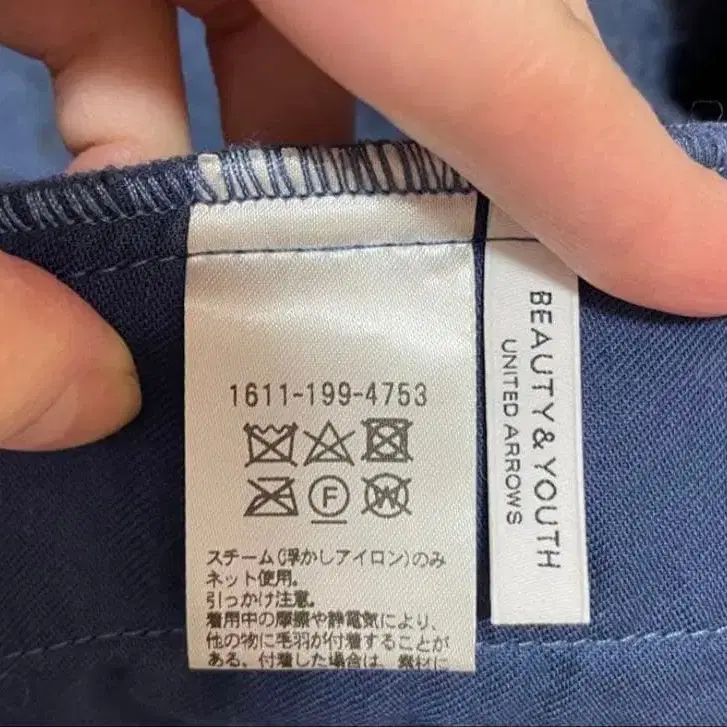 1611-199-4753
F
W
スチーム(浮かしアイロン)のみ
ネット使用。
引っかけ注意。
着用中の摩擦や静電気により、
他の物に毛羽が付着することが
ある、付着した場合は、素材に
BEAUTY & YOUTH
UNITED ARROWS